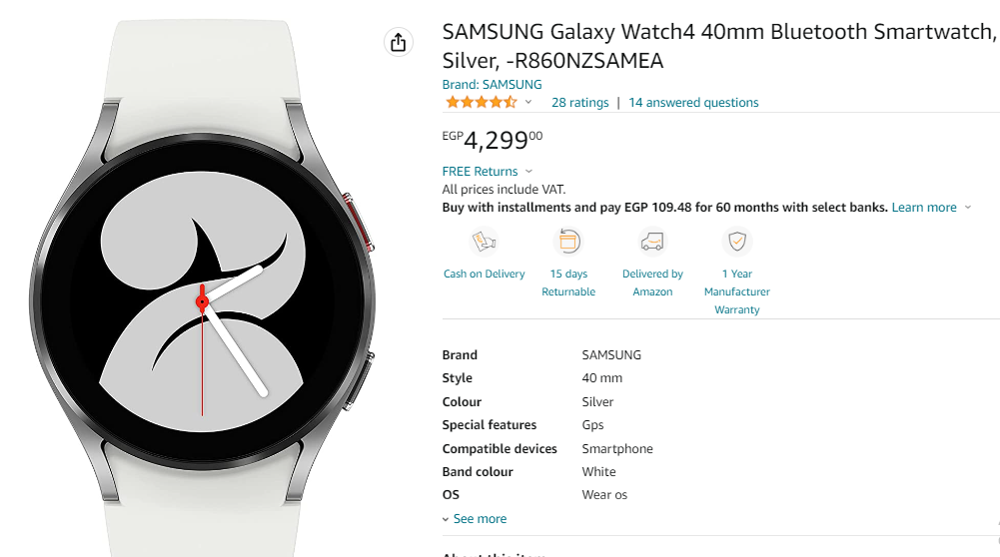 SAMSUNG Galaxy Watch4 40mm Bluetooth Smartwatch,
Silver, -R860NZSAMEA
Brand: SAMSUNG
28 ratings | 14 answered questions
EGP4,29900
FREE Returns
All prices include VAT.
Buy with installments and pay EGP 109.48 for 60 months with select banks. Learn more
Cash on Delivery
15 days
Returnable
Delivered by
Amazon
1 Year
Manufacturer
Warranty
Brand SAMSUNG
Style 40 mm
Colour Silver
Special features Gps
Compatible devices Smartphone
Band colour White
OS Wear os
See more
About this item